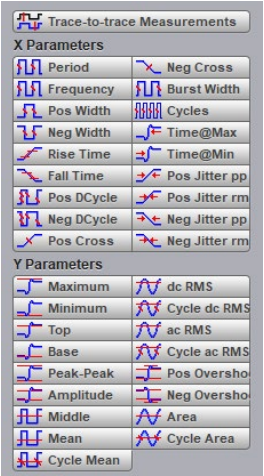 Trace-to-trace Measurements
X Parameters
Period Neg Cross
Frequency Burst Width
Pos Width Cycles
Neg Width Time@Max
Rise Time Time@Min
Fall Time Pos Jitter pp
Pos DCycle Pos Jitter rm
Neg DCycle Neg Jitter pp
Pos Cross Neg Jitter rm
Y Parameters
Maximum dc RMS
Minimum Cycle dc RMS
Top ac RMS
Base Cycle ac RMS
Peak-Peak Pos Oversho
Amplitude Neg Oversho
Middle Area
Mean Cycle Area
Cycle Mean